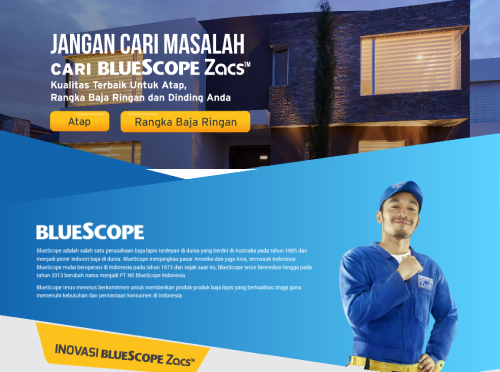 JANGAN CARI MASALAH
CARI BLUESCOPE Zacs™
Kualitas Terbaik Untuk Atap,
Rangka Baja Ringan dan Dinding Anda
Atap Rangka Baja Ringan
BLUESCOPE
BlueScope adalah salah satu perusahaan baja lapis terdepan di dunia yang berdiri di Australia pada tahun 1885 dan
menjadi pionir industri baja di dunia. BlueScope menjangkau pasar Amerika dan juga Asia, termasuk Indonesia.
BlueScope mulai beroperasi di Indonesia pada tahun 1973 dan sejak saat itu, BlueScope terus berevolusi hingga pada
tahun 2013 berubah nama menjadi PT NS BlueScope Indonesia.
BlueScope terus-menerus berkomitmen untuk memberikan produk-produk baja lapis yang berkualitas tinggi guna
memenuhi kebutuhan dan permintaan konsumen di Indonesia.
INOVASI BLUESCOPE Zacs™